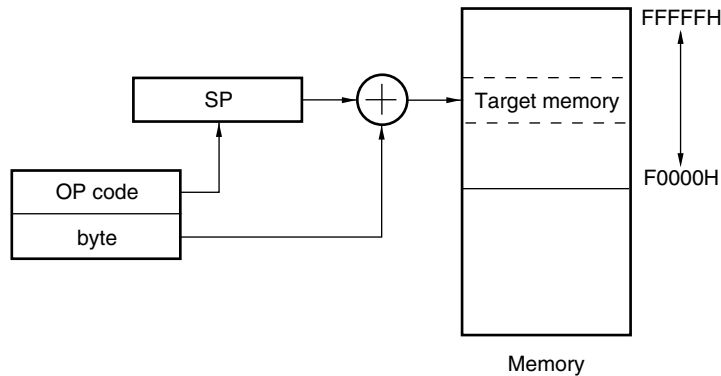 FFFFFH
SP
Target memory
OP code
F0000H
byte
Memory